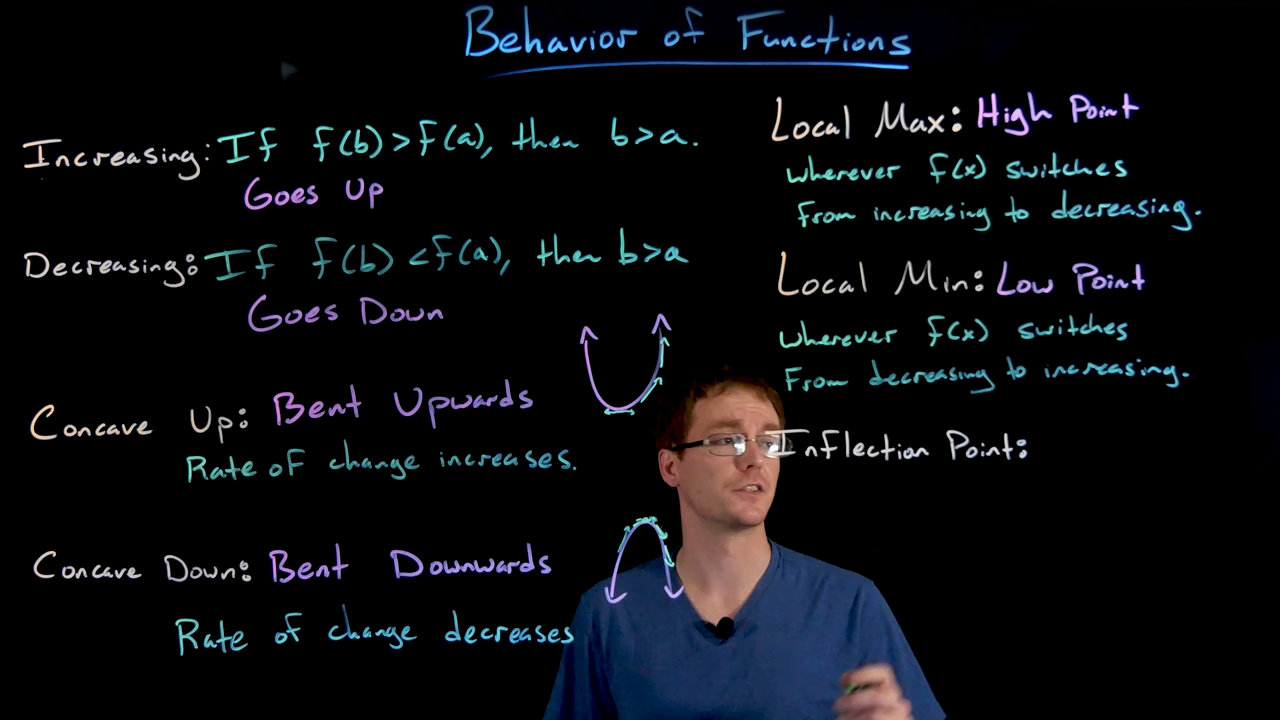 Behavior of Functions
Increasing: If f(b) > f(a), then b > a.
Goes Up
Decreasing: If f(b) < f(a), then b > a
Goes Down
Concave Up: Bent Upwards
Rate of change increases.
Concave Down: Bent Downwards
Rate of change decreases
Local Max: High Point
wherever f(x) switches
from increasing to decreasing.
Local Min: Low Point
wherever f(x) switches
from decreasing to increasing.
Inflection Point: